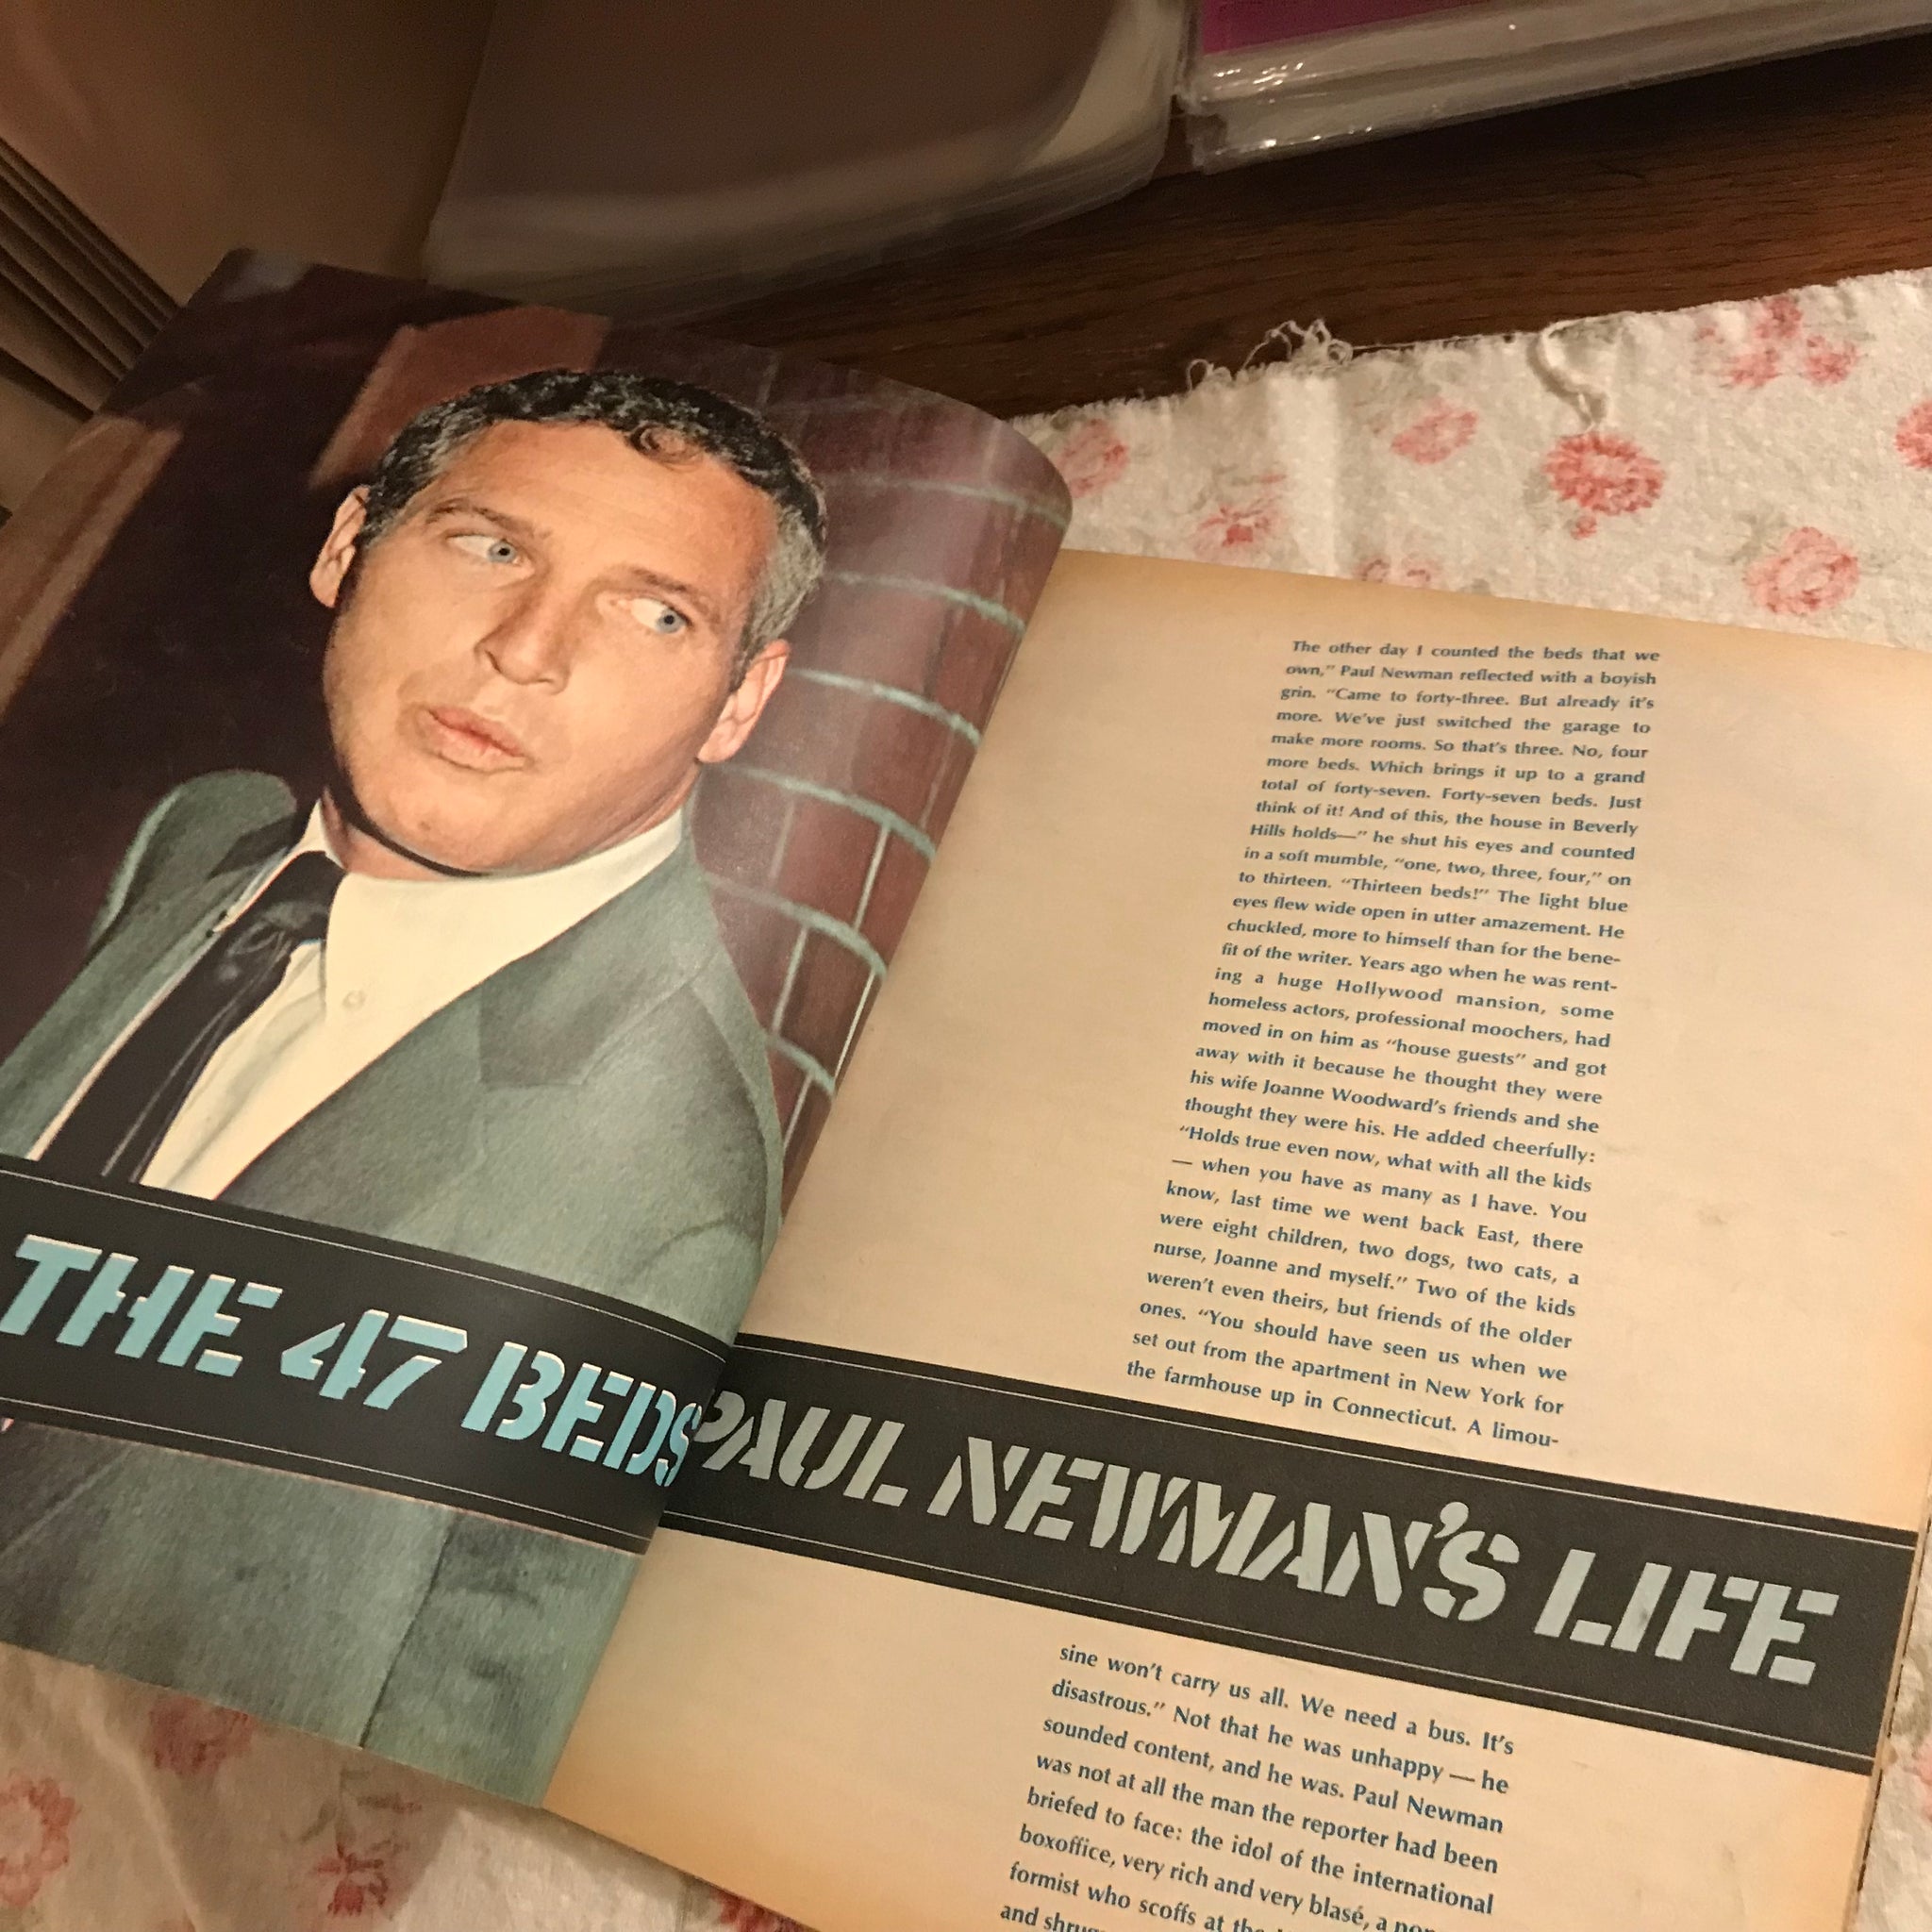 THE 47 BEDS
The other day I counted the beds that we
own,” Paul Newman reflected with a boyish
grin. “Came to forty-three. But already it’s
more. We’ve just switched the garage to
make more rooms. So that’s three. No, four
more beds. Which brings it up to a grand
total of forty-seven. Forty-seven beds. Just
think of it! And of this, the house in Beverly
Hills holds—” he shut his eyes and counted
in a soft mumble, “one, two, three, four,” on
to thirteen. “Thirteen beds!” The light blue
eyes flew wide open in utter amazement. He
chuckled, more to himself than for the bene-
fit of the writer. Years ago when he was rent-
ing a huge Hollywood mansion, some
homeless actors, professional moochers, had
moved in on him as “house guests” and got
away with it because he thought they were
his wife Joanne Woodward’s friends and she
thought they were his. He added cheerfully:
“Holds true even now, what with all the kids
— when you have as many as I have. You
know, last time we went back East, there
were eight children, two dogs, two cats, a
nurse, Joanne and myself.” Two of the kids
weren’t even theirs, but friends of the older
ones. “You should have seen us when we
set out from the apartment in New York for
the farmhouse up in Connecticut. A limou-
PAUL NEWMAN’S LIFE
sine won’t carry us all. We need a bus. It’s
disastrous.” Not that he was unhappy — he
sounded content, and he was. Paul Newman
was not at all the man the reporter had been
briefed to face: the idol of the international
boxoffice, very rich and very blasé, a
formist who scoffs at
and